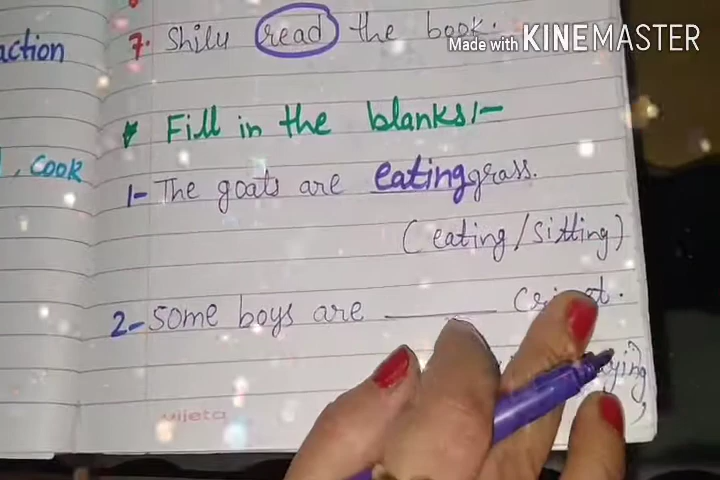 action
7. Shilu read the book.
Made with KINEMASTER
Fill in the blanks:-
, cook
1- The goats are eating grass.
(eating/sitting)
2- Some boys are ______